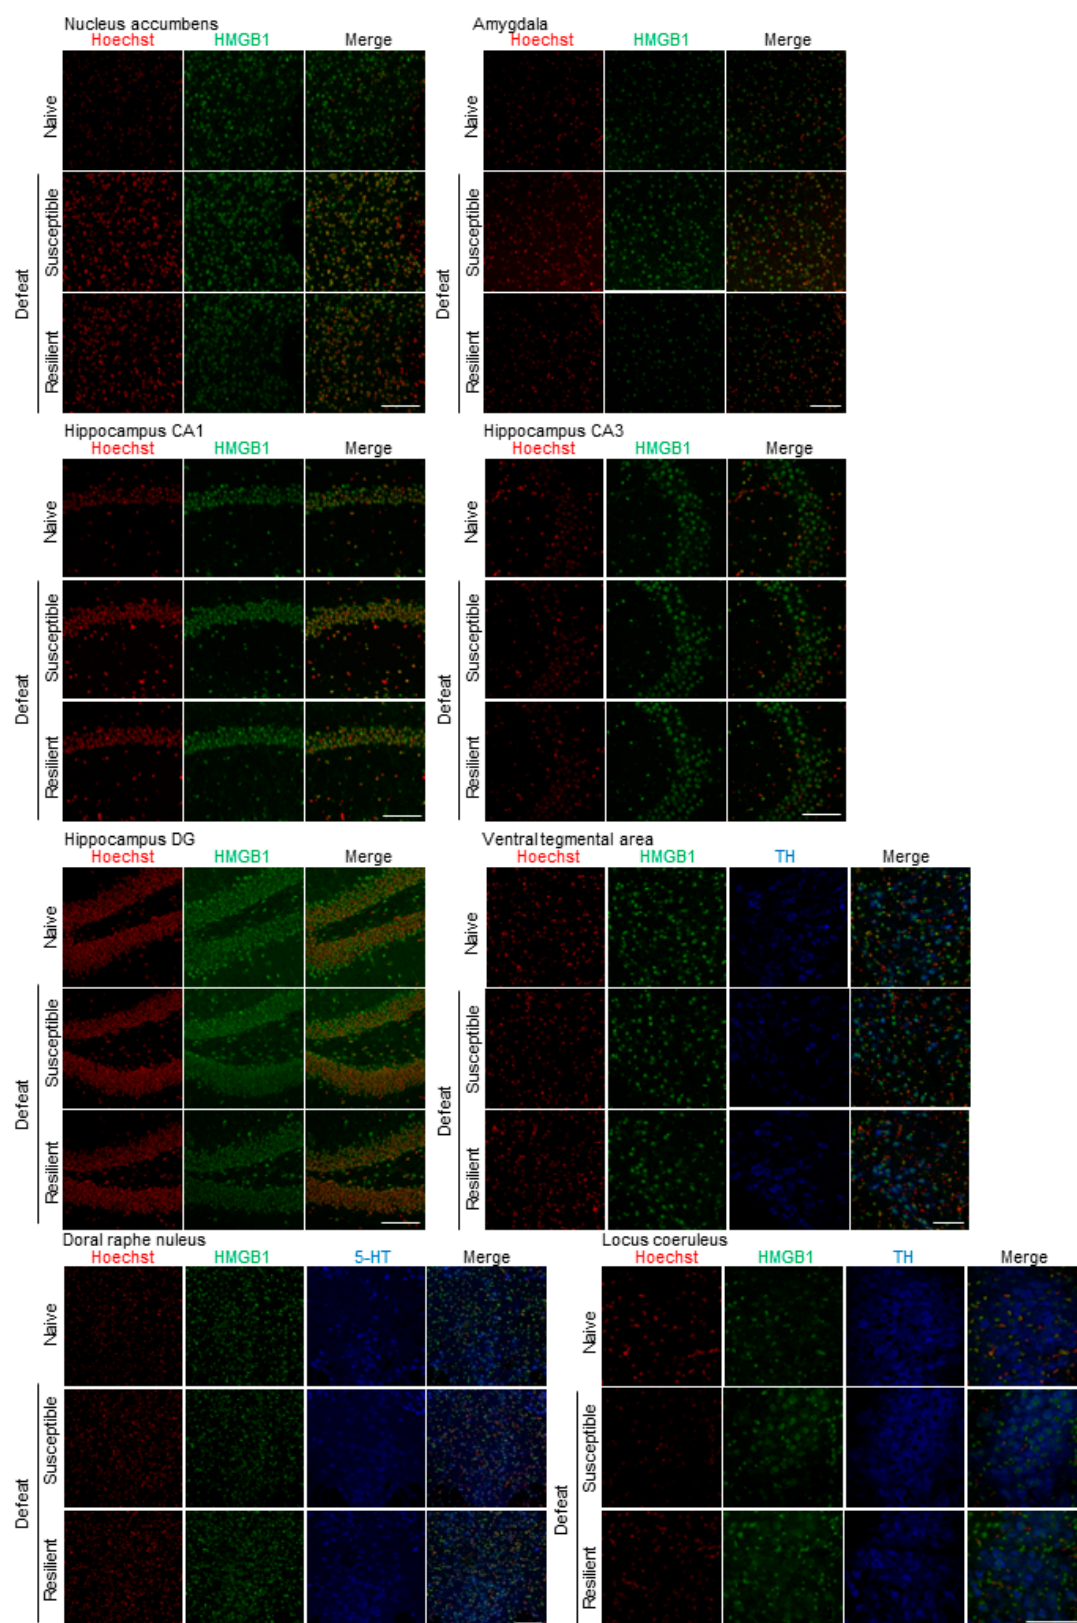 Nucleus accumbens
Hoechst HMGB1 Merge
Naive
Defeat
Susceptible
Resilient
Amygdala
Hoechst HMGB1 Merge
Naive
Defeat
Susceptible
Resilient
Hippocampus CA1
Hoechst HMGB1 Merge
Naive
Defeat
Susceptible
Resilient
Hippocampus CA3
Hoechst HMGB1 Merge
Naive
Defeat
Susceptible
Resilient
Hippocampus DG
Hoechst HMGB1 Merge
Naive
Defeat
Susceptible
Resilient
Ventral tegmental area
Hoechst HMGB1 TH Merge
Naive
Defeat
Susceptible
Resilient
Doral raphe nuleus
Hoechst HMGB1 5-HT Merge
Naive
Defeat
Susceptible
Resilient
Locus coeruleus
Hoechst HMGB1 TH Merge
Naive
Defeat
Susceptible
Resilient